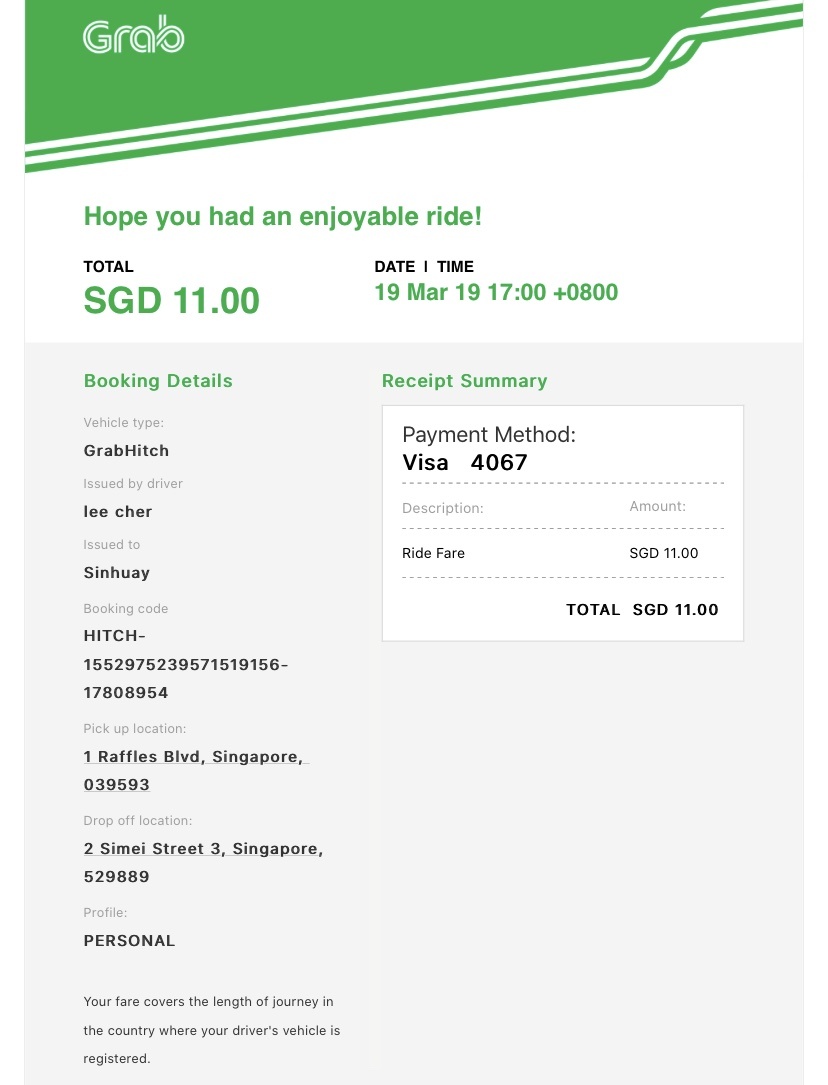 Grab
Hope you had an enjoyable ride!
TOTAL
SGD 11.00
DATE | TIME
19 Mar 19 17:00 +0800
Booking Details
Vehicle type:
GrabHitch
Issued by driver
lee cher
Issued to
Sinhuay
Booking code
HITCH-
1552975239571519156-
17808954
Pick up location:
1 Raffles Blvd, Singapore,
039593
Drop off location:
2 Simei Street 3, Singapore,
529889
Profile:
PERSONAL
Your fare covers the length of journey in
the country where your driver's vehicle is
registered.
Receipt Summary
Payment Method:
Visa 4067
Description: Amount:
Ride Fare SGD 11.00
TOTAL SGD 11.00